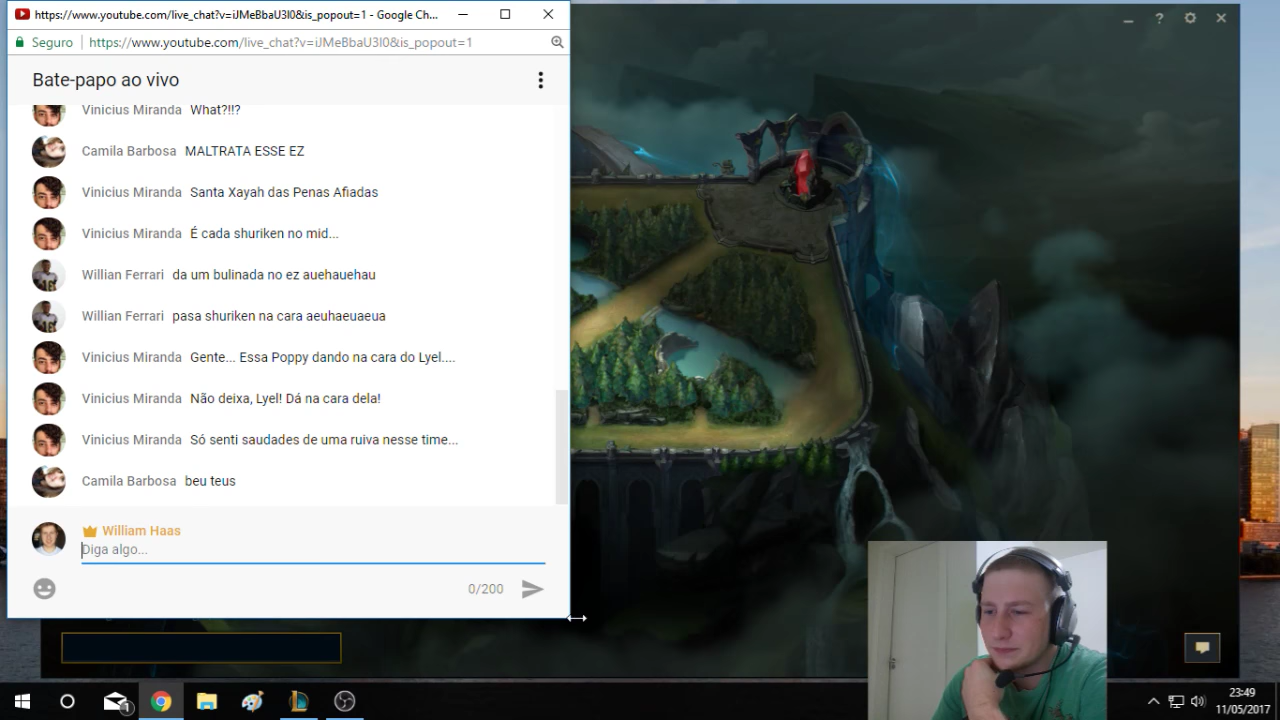 https://www.youtube.com/live_chat?v=iJMeBbaU3l0&is_popout=1 - Google Ch...
Seguro https://www.youtube.com/live_chat?v=iJMeBbaU3l0&is_popout=1
Bate-papo ao vivo
Vinicius Miranda What?!!?
Camila Barbosa MALTRATA ESSE EZ
Vinicius Miranda Santa Xayah das Penas Afiadas
Vinicius Miranda É cada shuriken no mid...
Willian Ferrari da um bulinada no ez auehauehau
Willian Ferrari pasa shuriken na cara aeuhaeuaeua
Vinicius Miranda Gente... Essa Poppy dando na cara do Lyel....
Vinicius Miranda Não deixa, Lyel! Dá na cara dela!
Vinicius Miranda Só senti saudades de uma ruiva nesse time...
Camila Barbosa beu teus
William Haas
Diga algo...
0/200
1
23:49
11/05/2017